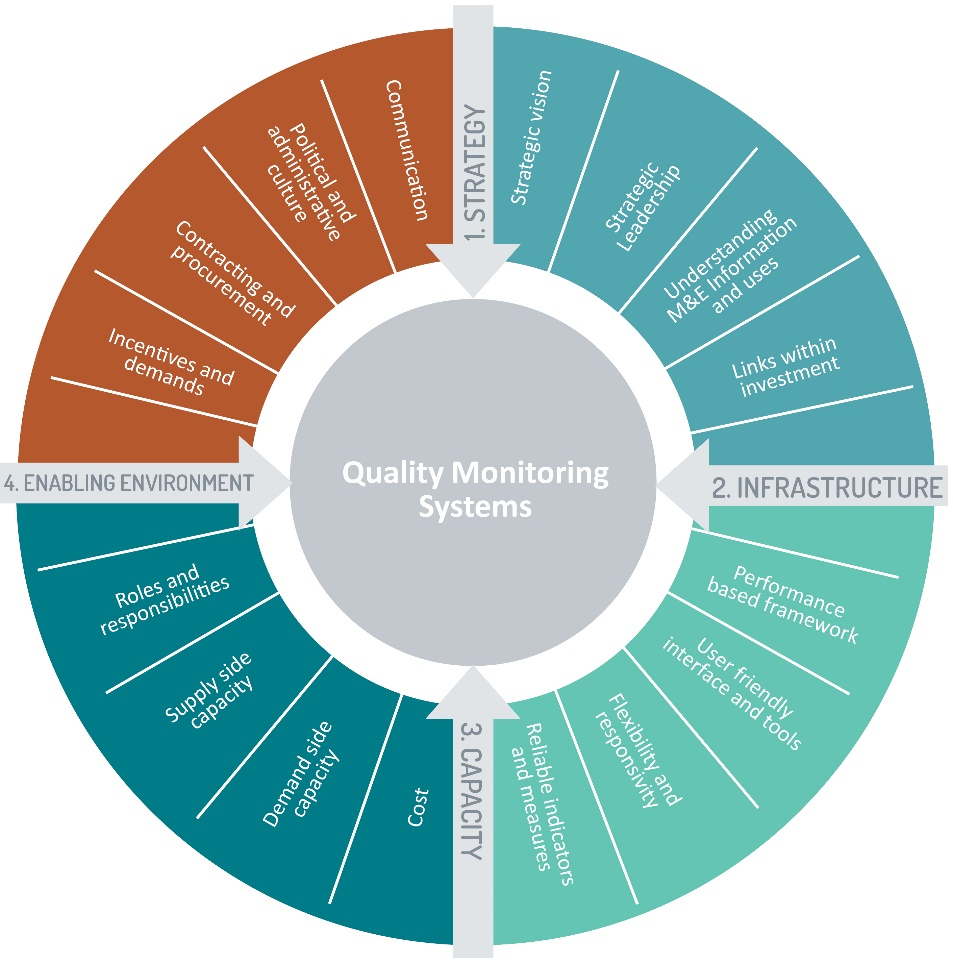 1. STRATEGY
Strategic vision
Strategic
Leadership
Understanding
M&E Information
and uses
Links within
investment
2. INFRASTRUCTURE
Performance
based framework
User friendly
interface and tools
Flexibility and
responsivity
Reliable indicators
and measures
3. CAPACITY
Cost
Demand side
capacity
Supply side
capacity
Roles and
responsibilities
4. ENABLING ENVIRONMENT
Incentives and
demands
Contracting and
procurement
Political and
administrative
culture
Communication
Quality Monitoring
Systems